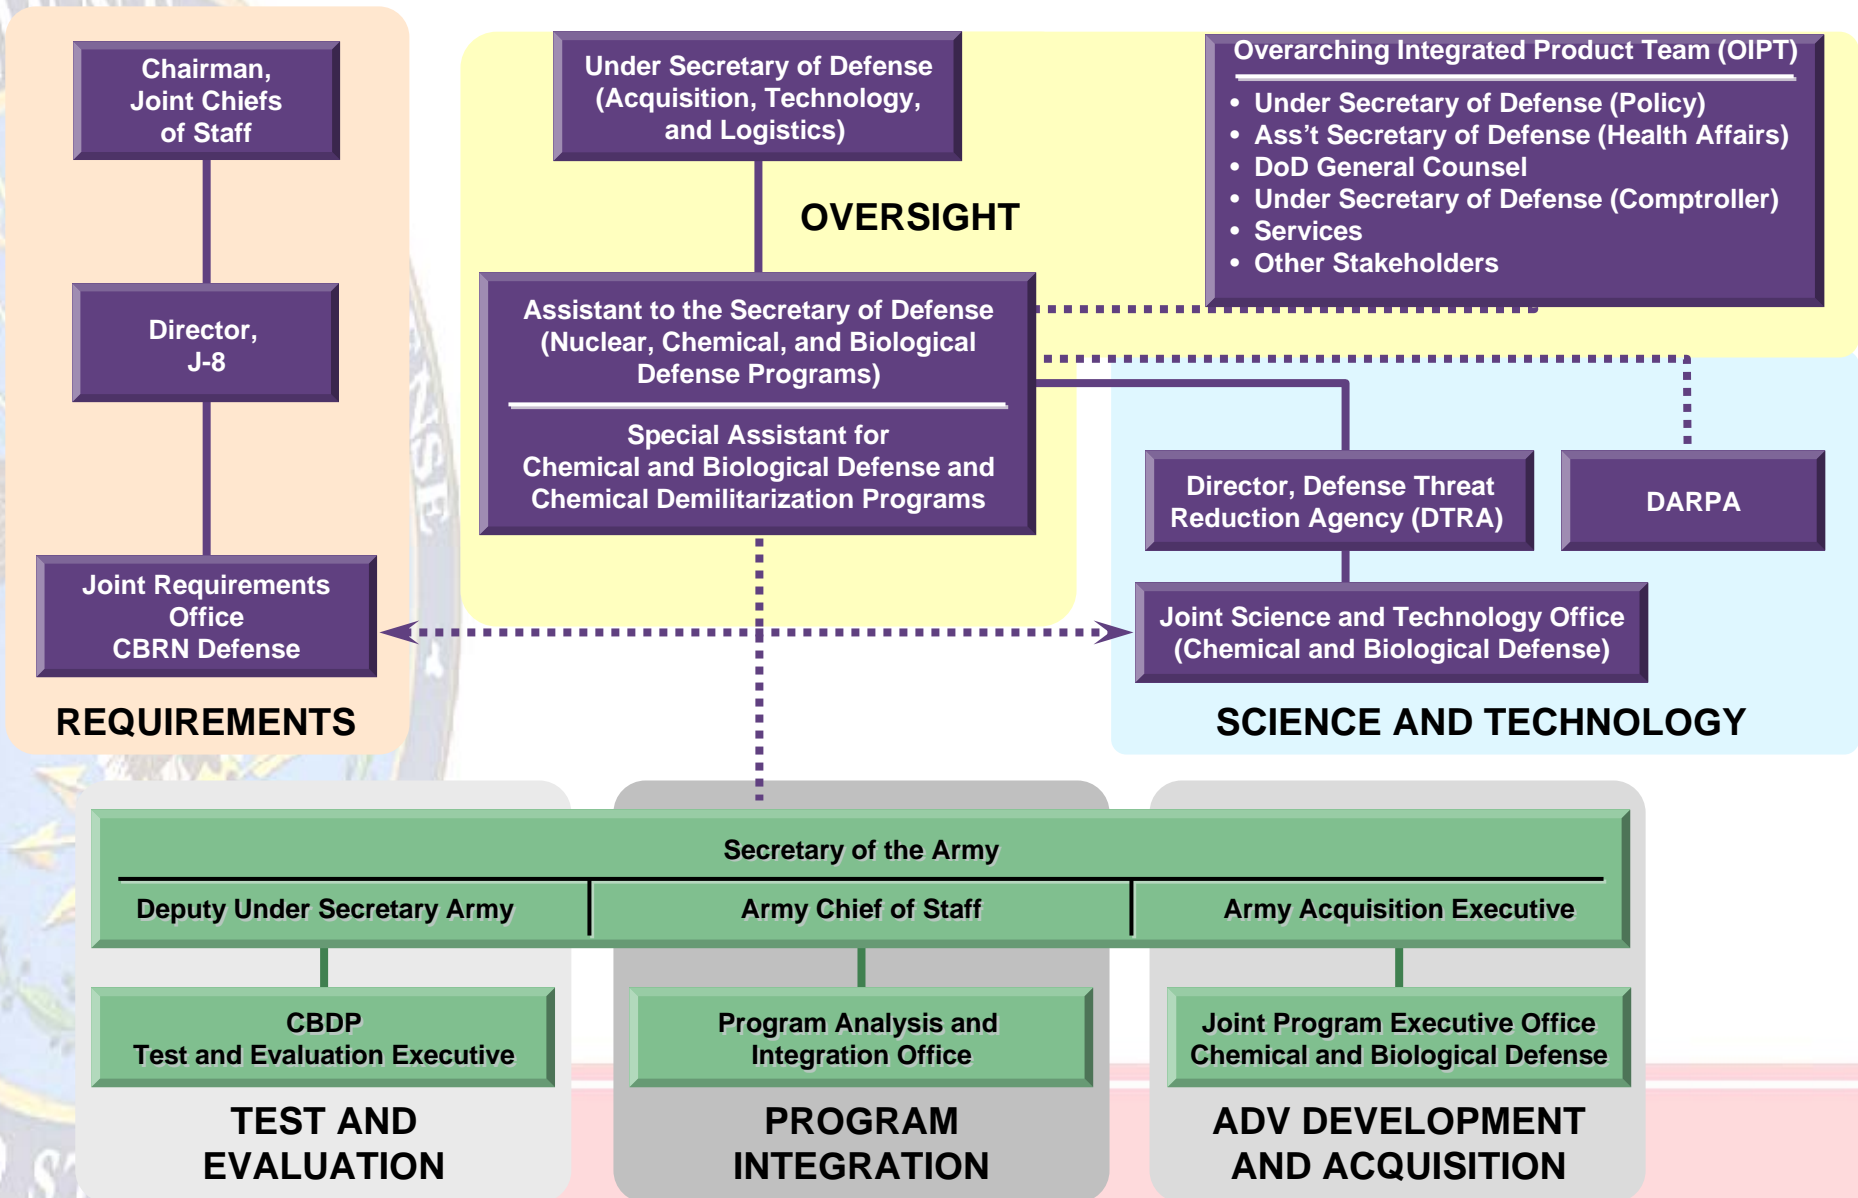 Chairman,
Joint Chiefs
of Staff
Director,
J-8
Joint Requirements
Office
CBRN Defense
REQUIREMENTS
Under Secretary of Defense
(Acquisition, Technology,
and Logistics)
OVERSIGHT
Assistant to the Secretary of Defense
(Nuclear, Chemical, and Biological
Defense Programs)
Special Assistant for
Chemical and Biological Defense and
Chemical Demilitarization Programs
Overarching Integrated Product Team (OIPT)
• Under Secretary of Defense (Policy)
• Ass’t Secretary of Defense (Health Affairs)
• DoD General Counsel
• Under Secretary of Defense (Comptroller)
• Services
• Other Stakeholders
Director, Defense Threat
Reduction Agency (DTRA)
DARPA
Joint Science and Technology Office
(Chemical and Biological Defense)
SCIENCE AND TECHNOLOGY
Secretary of the Army
Deputy Under Secretary Army
Army Chief of Staff
Army Acquisition Executive
CBDP
Test and Evaluation Executive
TEST AND
EVALUATION
Program Analysis and
Integration Office
PROGRAM
INTEGRATION
Joint Program Executive Office
Chemical and Biological Defense
ADV DEVELOPMENT
AND ACQUISITION